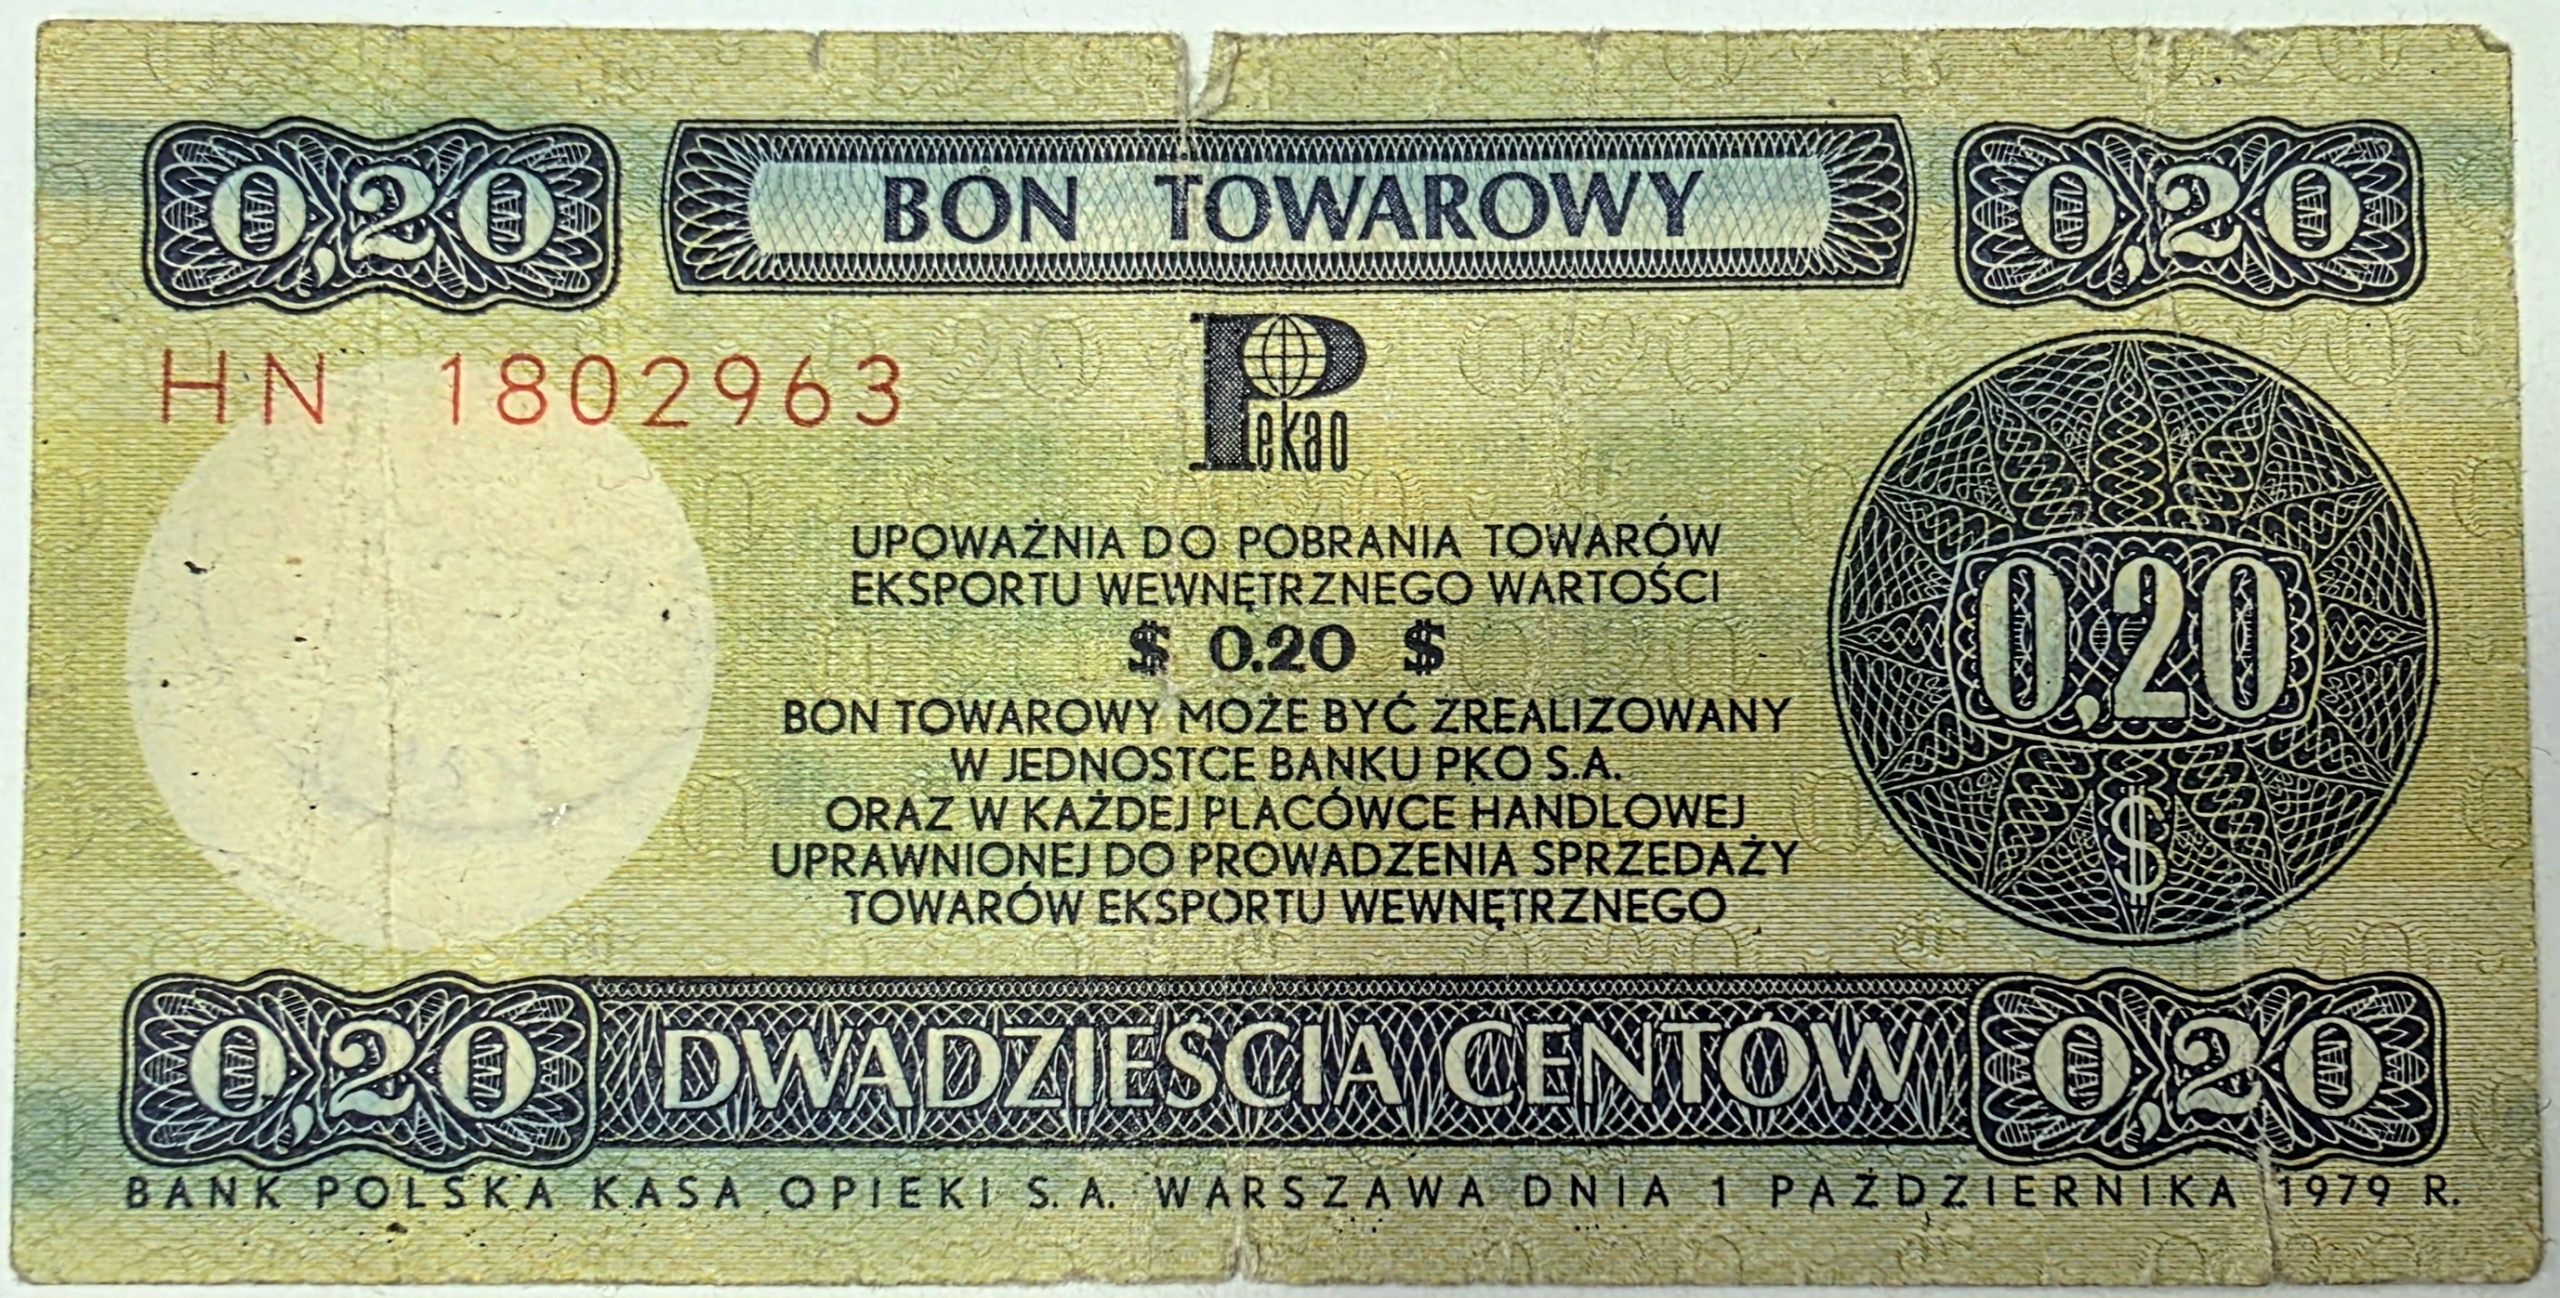 0,20 BON TOWAROWY 0,20
HN 1802963
Pekao
UPOWAŻNIA DO POBRANIA TOWARÓW
EKSPORTU WEWNĘTRZNEGO WARTOŚCI
$ 0.20 $
BON TOWAROWY MOŻE BYĆ ZREALIZOWANY
W JEDNOSTCE BANKU PKO S.A.
ORAZ W KAŻDEJ PLACÓWCE HANDLOWEJ
UPRAWNIONEJ DO PROWADZENIA SPRZEDAŻY
TOWARÓW EKSPORTU WEWNĘTRZNEGO
0,20
$
0,20 DWADZIEŚCIA CENTÓW 0,20
BANK POLSKA KASA OPIEKI S.A. WARSZAWA DNIA 1 PAŹDZIERNIKA 1979 R.